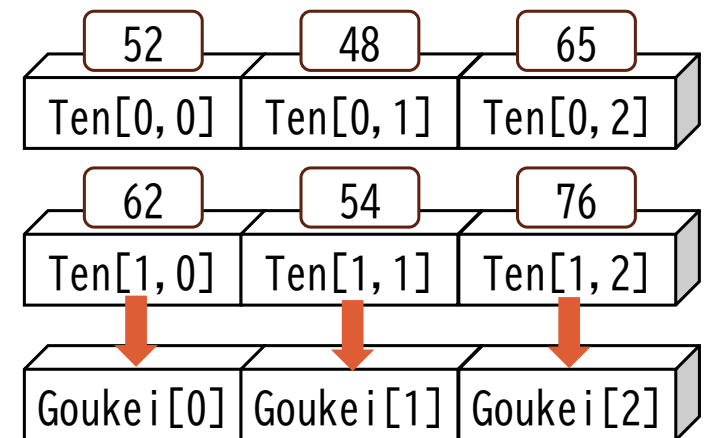 52 48 65
Ten[0,0] Ten[0,1] Ten[0,2]
62 54 76
Ten[1,0] Ten[1,1] Ten[1,2]
Goukei[0] Goukei[1] Goukei[2]